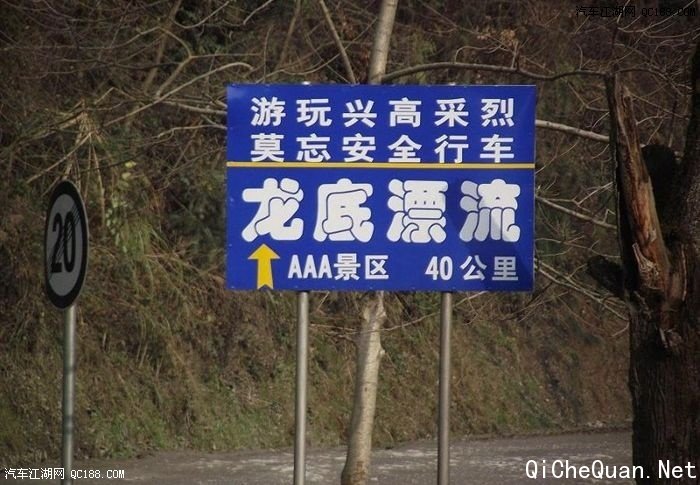 汽车江湖网 QC188.COM
游玩兴高采烈
莫忘安全行车
龙底漂流
AAA景区 40公里
20
汽车江湖网 QC188.COM
QiCheQuan.Net